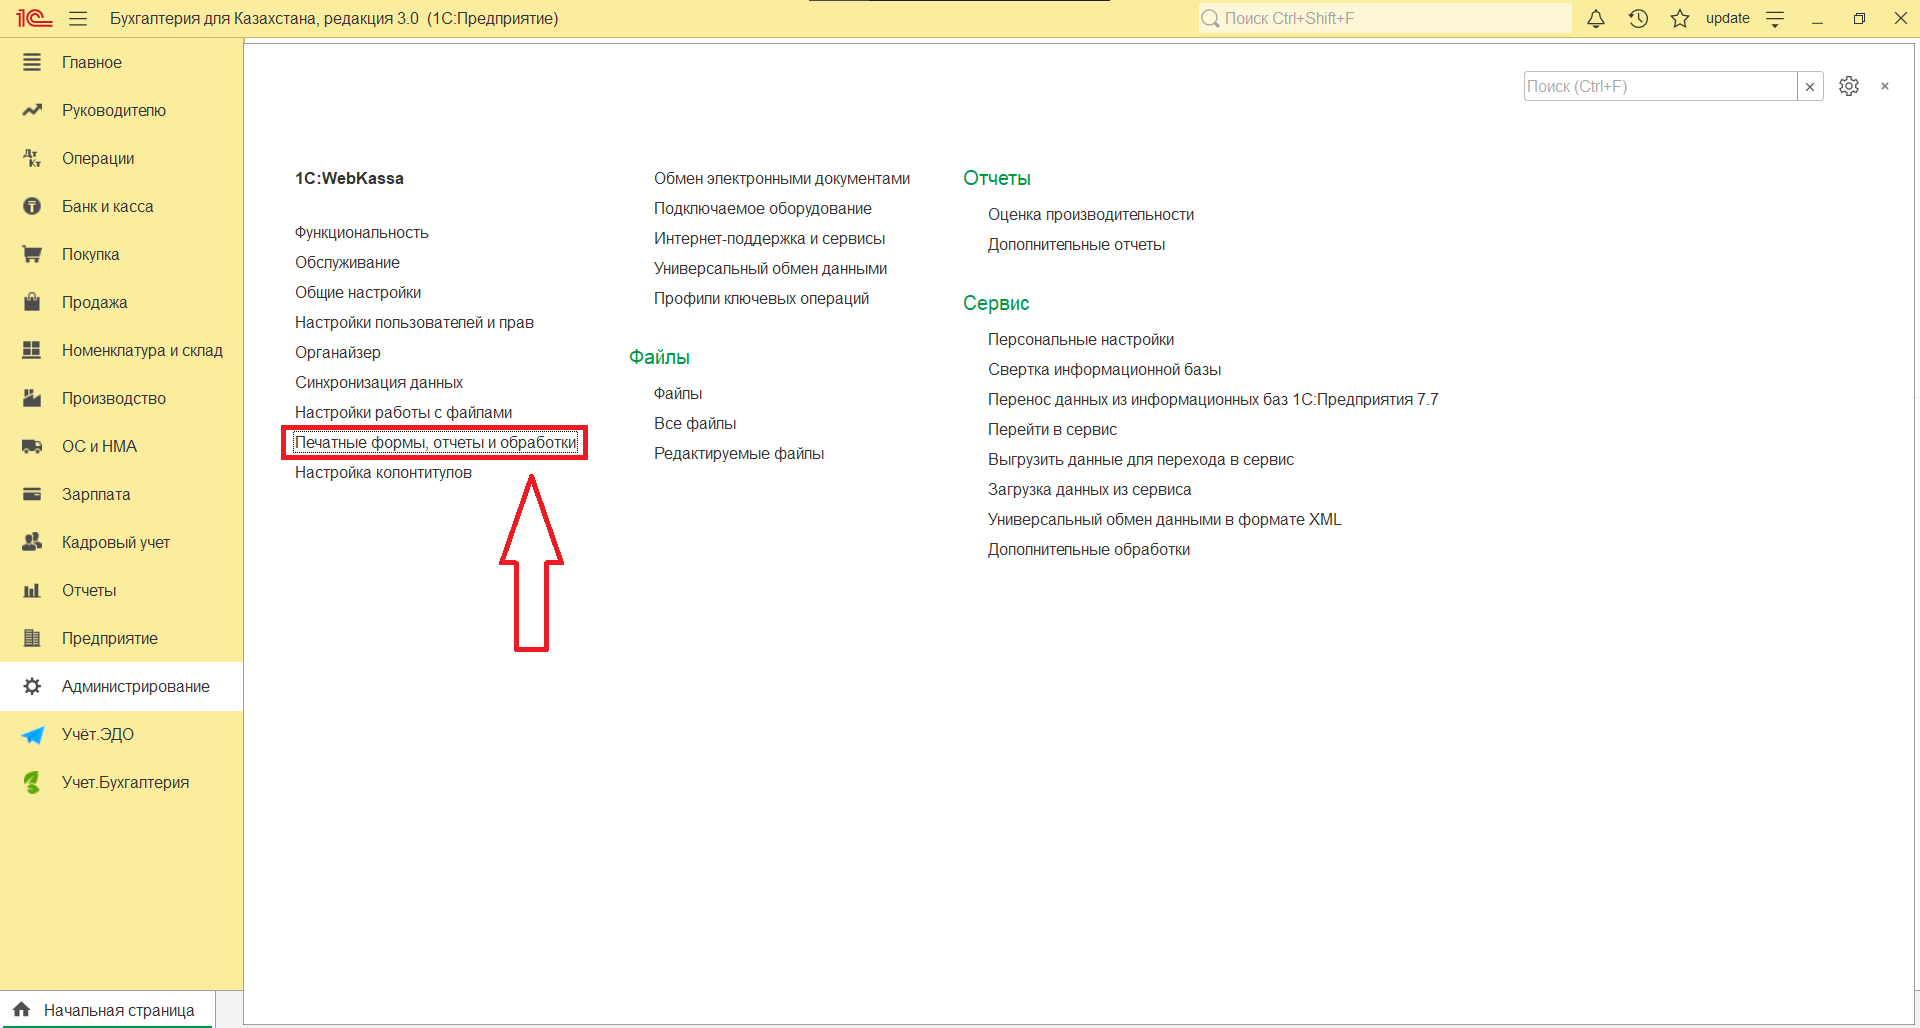 1С
Бухгалтерия для Казахстана, редакция 3.0 (1С:Предприятие)
Поиск Ctrl+Shift+F
update
Главное
Руководителю
Дт Кт
Операции
Банк и касса
Покупка
Продажа
Номенклатура и склад
Производство
ОС и НМА
Зарплата
Кадровый учет
Отчеты
Предприятие
Администрирование
Учёт.ЭДО
Учет.Бухгалтерия
Начальная страница
Поиск (Ctrl+F)
1С:WebKassa
Функциональность
Обслуживание
Общие настройки
Настройки пользователей и прав
Органайзер
Синхронизация данных
Настройки работы с файлами
Печатные формы, отчеты и обработки
Настройка колонтитулов
Обмен электронными документами
Подключаемое оборудование
Интернет-поддержка и сервисы
Универсальный обмен данными
Профили ключевых операций
Файлы
Файлы
Все файлы
Редактируемые файлы
Отчеты
Оценка производительности
Дополнительные отчеты
Сервис
Персональные настройки
Свертка информационной базы
Перенос данных из информационных баз 1С:Предприятия 7.7
Перейти в сервис
Выгрузить данные для перехода в сервис
Загрузка данных из сервиса
Универсальный обмен данными в формате XML
Дополнительные обработки